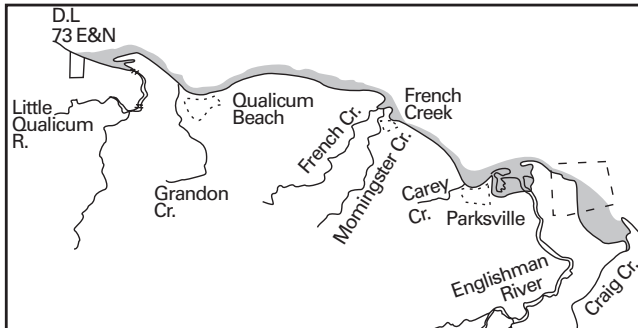 D.L
73 E&N
Little
Qualicum
R.
Grandon
Cr.
Qualicum
Beach
French Cr.
Morningster Cr.
French
Creek
Carey
Cr.
Parksville
Englishman
River
Craig Cr.